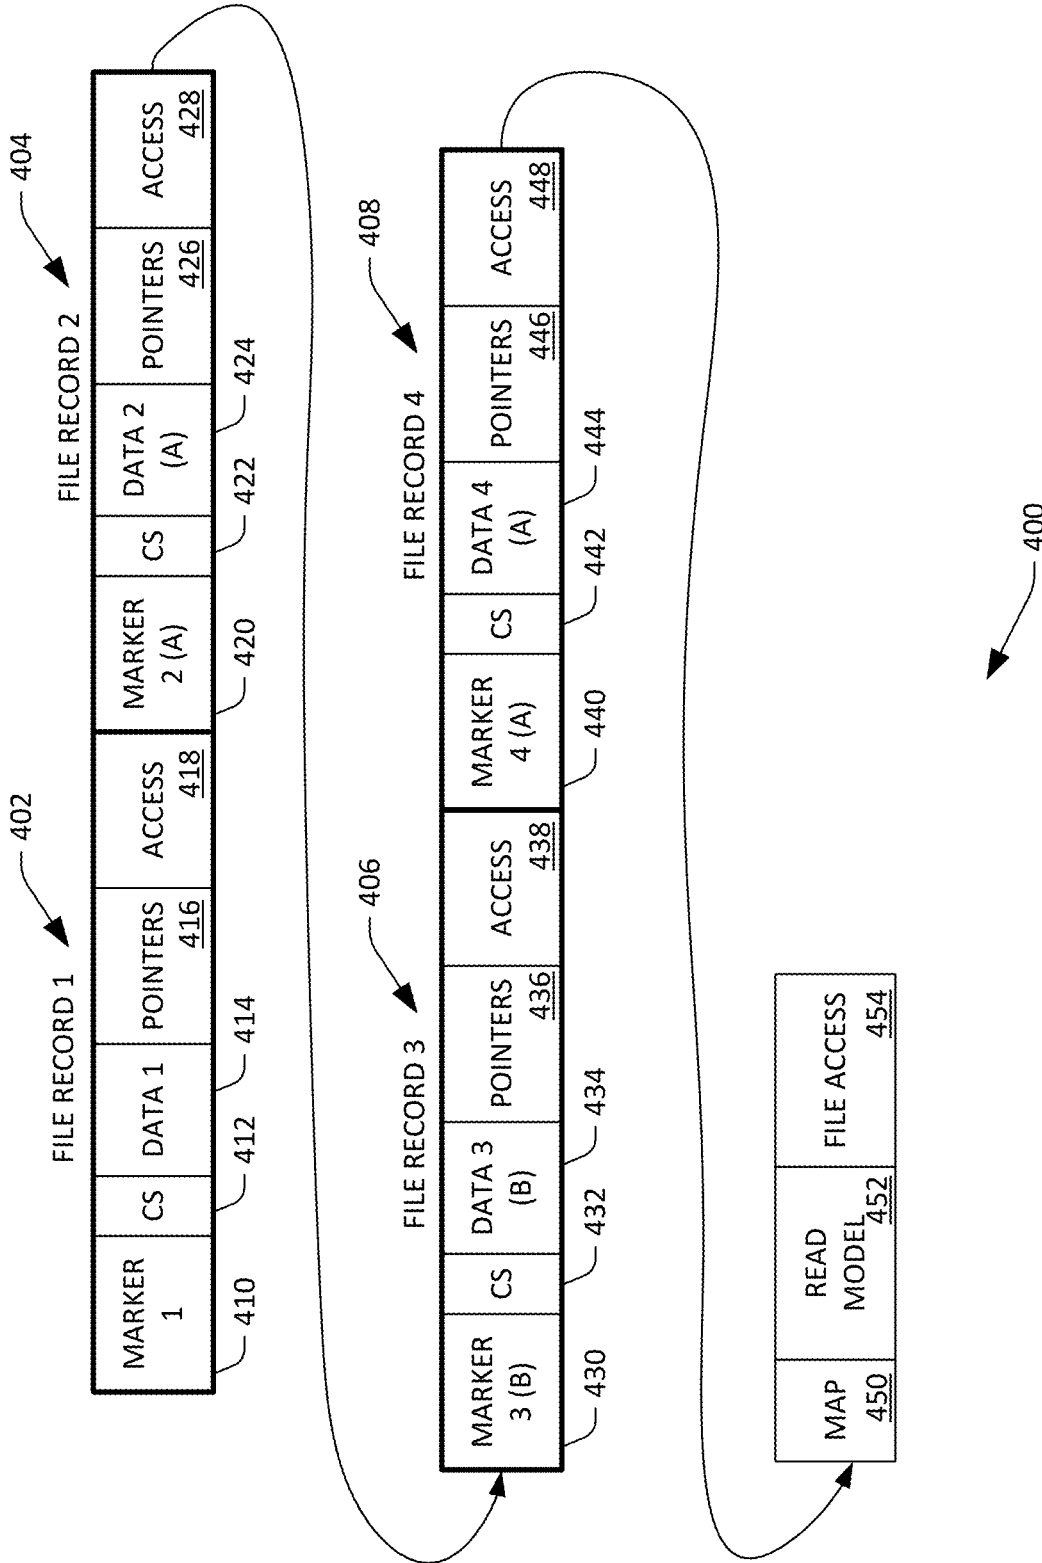 402
404
FILE RECORD 1
FILE RECORD 2
MARKER
1
CS
DATA 1
POINTERS
416
ACCESS
418
MARKER
2 (A)
CS
DATA 2
(A)
POINTERS
426
ACCESS
428
410
412
414
420
422
424
406
408
FILE RECORD 3
FILE RECORD 4
MARKER
3 (B)
CS
DATA 3
(B)
POINTERS
436
ACCESS
438
MARKER
4 (A)
CS
DATA 4
(A)
POINTERS
446
ACCESS
448
430
432
434
440
442
444
MAP
450
READ
MODEL
452
FILE ACCESS
454
400